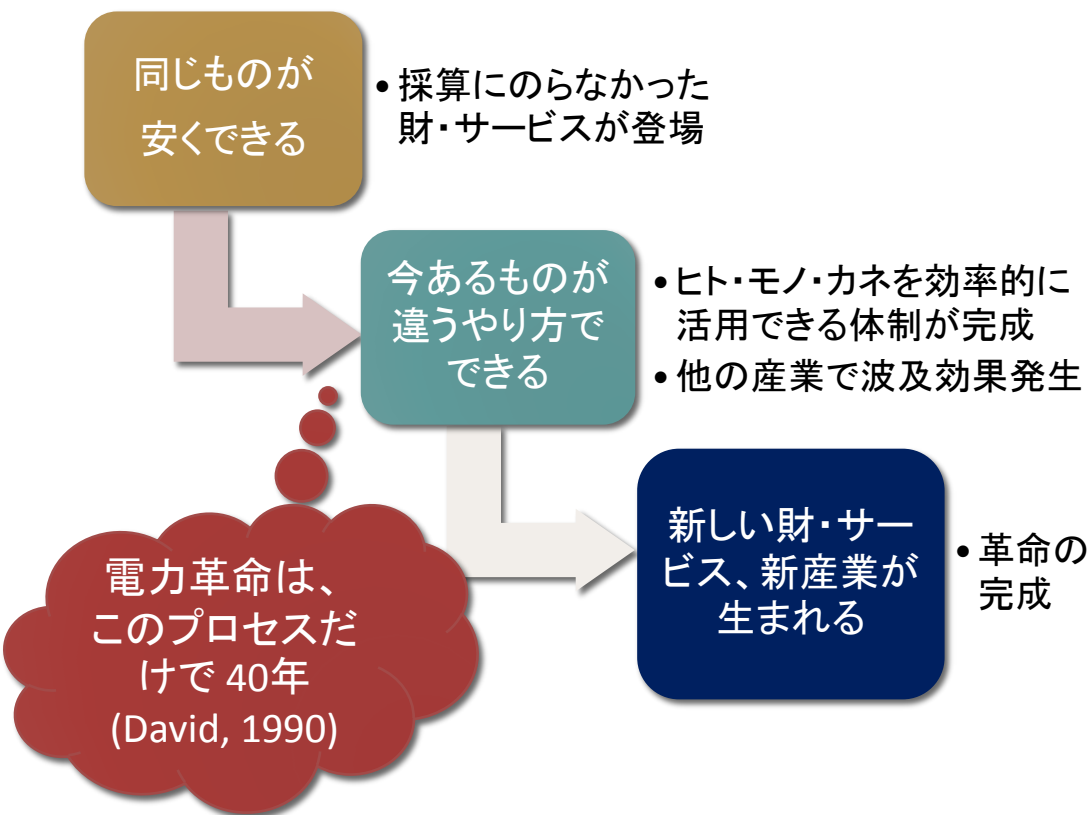 同じものが
安くできる
• 採算にのらなかった
財・サービスが登場
今あるものが
違うやり方で
できる
• ヒト・モノ・カネを効率的に
活用できる体制が完成
• 他の産業で波及効果発生
新しい財・サー
ビス、新産業が
生まれる
• 革命の
完成
電力革命は、
このプロセスだ
けで 40年
(David, 1990)